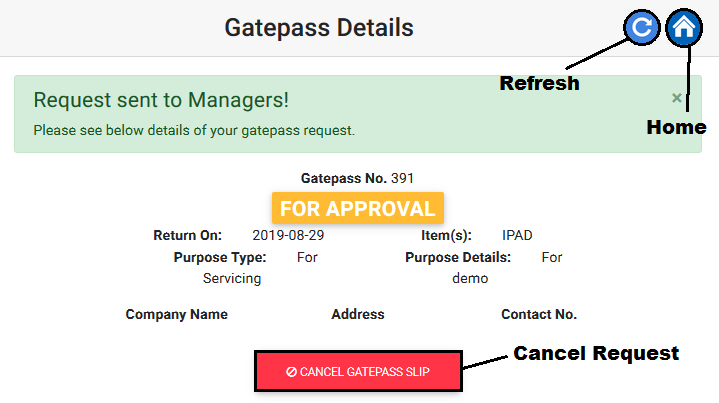 Gatepass Details
Refresh
Home
Request sent to Managers!
×
Please see below details of your gatepass request.
Gatepass No. 391
FOR APPROVAL
Return On: 2019-08-29 Item(s): IPAD
Purpose Type: For Servicing
Purpose Details: For demo
Company Name Address Contact No.
CANCEL GATEPASS SLIP
Cancel Request